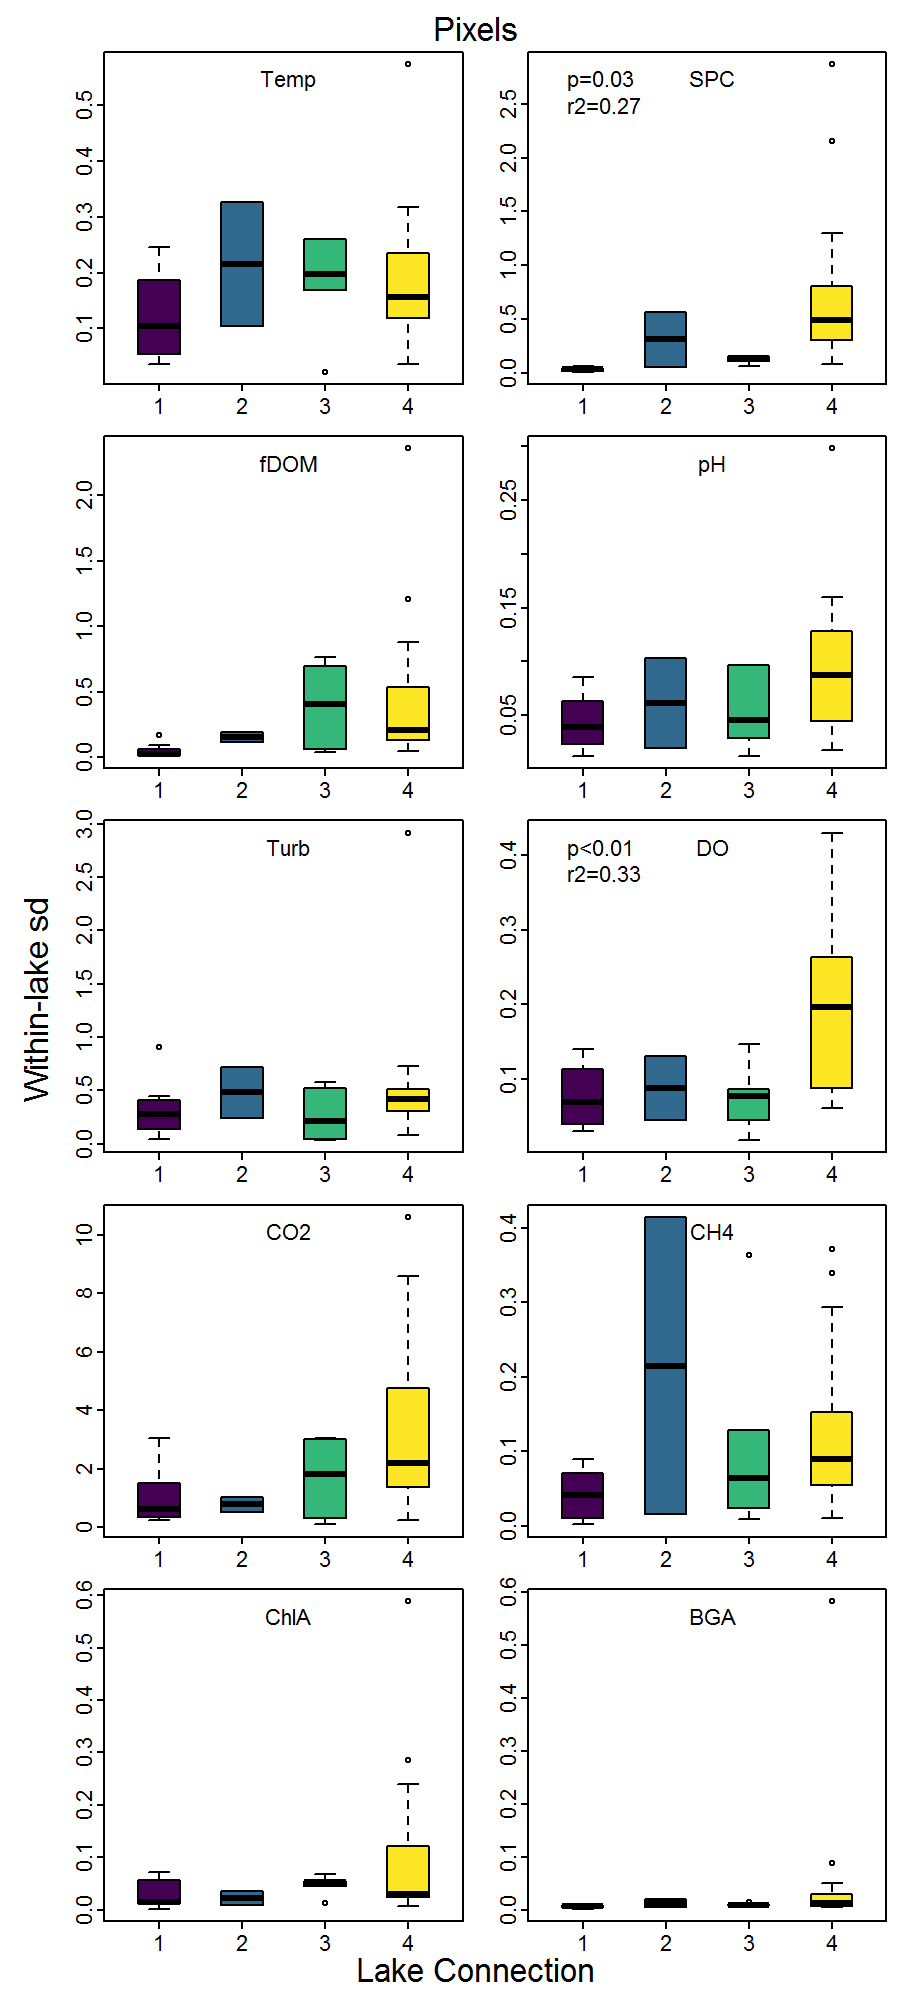 Pixels
Temp
0.1 0.2 0.3 0.4 0.5
1 2 3 4
p=0.03 SPC
r2=0.27
0.0 0.5 1.0 1.5 2.0 2.5
1 2 3 4
fDOM
0.0 0.5 1.0 1.5 2.0
1 2 3 4
pH
0.05 0.15 0.25
1 2 3 4
Within-lake sd
Turb
0.0 0.5 1.0 1.5 2.0 2.5 3.0
1 2 3 4
p<0.01 DO
r2=0.33
0.1 0.2 0.3 0.4
1 2 3 4
CO2
0 2 4 6 8 10
1 2 3 4
CH4
0.0 0.1 0.2 0.3 0.4
1 2 3 4
ChlA
0.0 0.1 0.2 0.3 0.4 0.5 0.6
1 2 3 4
BGA
0.0 0.1 0.2 0.3 0.4 0.5 0.6
1 2 3 4
Lake Connection